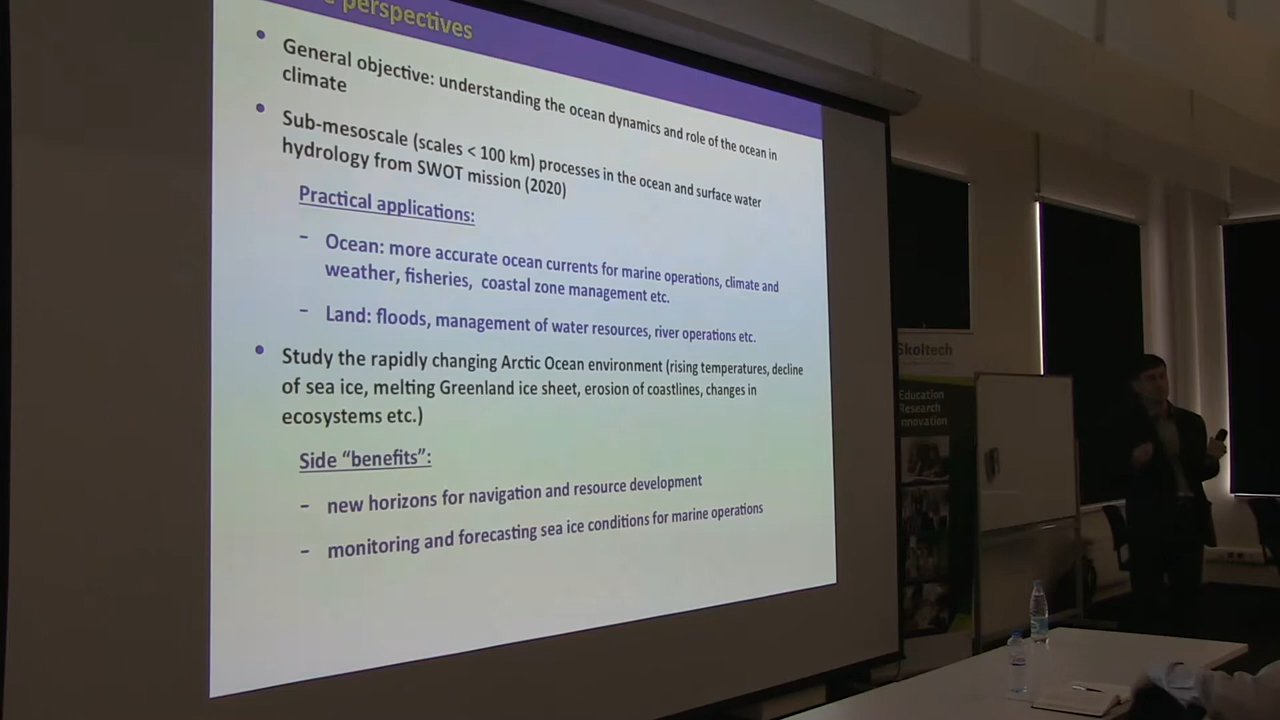 perspectives
• General objective: understanding the ocean dynamics and role of the ocean in
climate
• Sub-mesoscale (scales < 100 km) processes in the ocean and surface water
hydrology from SWOT mission (2020)
Practical applications:
– Ocean: more accurate ocean currents for marine operations, climate and
weather, fisheries, coastal zone management etc.
– Land: floods, management of water resources, river operations etc.
• Study the rapidly changing Arctic Ocean environment (rising temperatures, decline
of sea ice, melting Greenland ice sheet, erosion of coastlines, changes in
ecosystems etc.)
Side “benefits”:
– new horizons for navigation and resource development
– monitoring and forecasting sea ice conditions for marine operations
Skoltech
Education
Research
Innovation